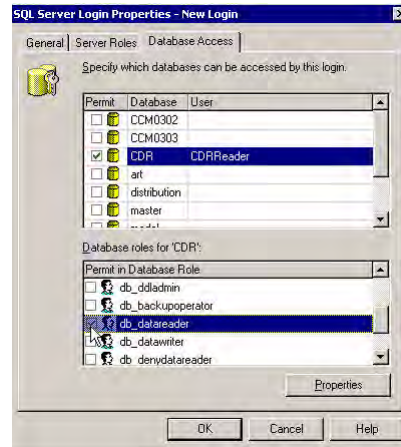 SQL Server Login Properties - New Login
General Server Roles Database Access
Specify which databases can be accessed by this login.
Permit Database User
CCM0302
CCM0303
CDR CDRReader
art
distribution
master
model
Database roles for 'CDR':
Permit in Database Role
db_ddladmin
db_backupoperator
db_datareader
db_datawriter
db_denydatareader
Properties
OK Cancel Help